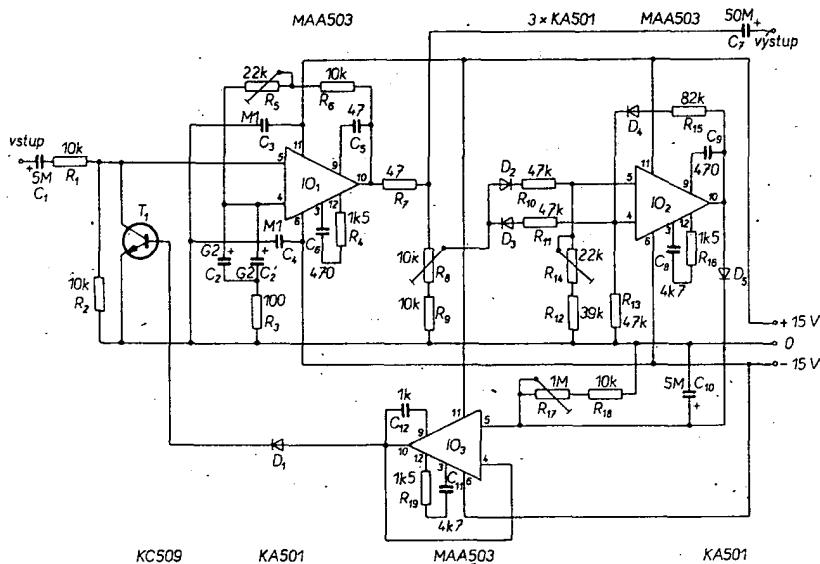 MAA503
3 × KA501
MAA503
50M +
C7
výstup
22k
R5
10k
R6
M1
C3
47
C5
82k
R15
D4
C9
470
vstup
+
5M
C1
10k
R1
11
5
4
9
10
12
3
6
IO1
47
R7
D2
47k
R10
D3
47k
R11
11
5
4
9
10
12
3
6
IO2
T1
M1
C4
1k5
R4
C6
470
G2 +
C2
G2
+
C2'
10k
R8
22k
R14
1k5
R16
C8
4k7
D5
10k
R2
100
R3
10k
R9
R12
39k
R13
47k
+ 15 V
0
- 15 V
1M
R17
10k
R18
5M
C10
+
1k
C12
11
5
4
9
10
12
3
6
IO3
D1
1k5
R19
C11
4k7
KC509
KA501
MAA503
KA501